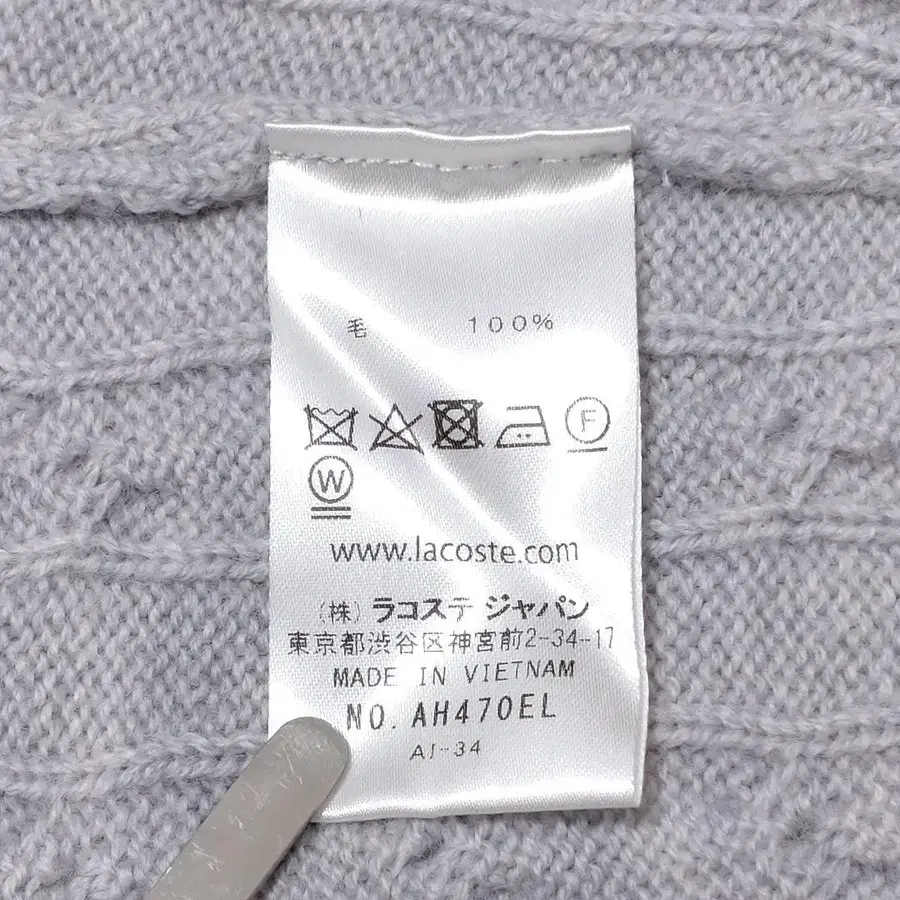 毛 100%
F
W
www.lacoste.com
(株) ラコステ ジャパン
東京都渋谷区神宮前2-34-17
MADE IN VIETNAM
NO. AH470EL
AI-34